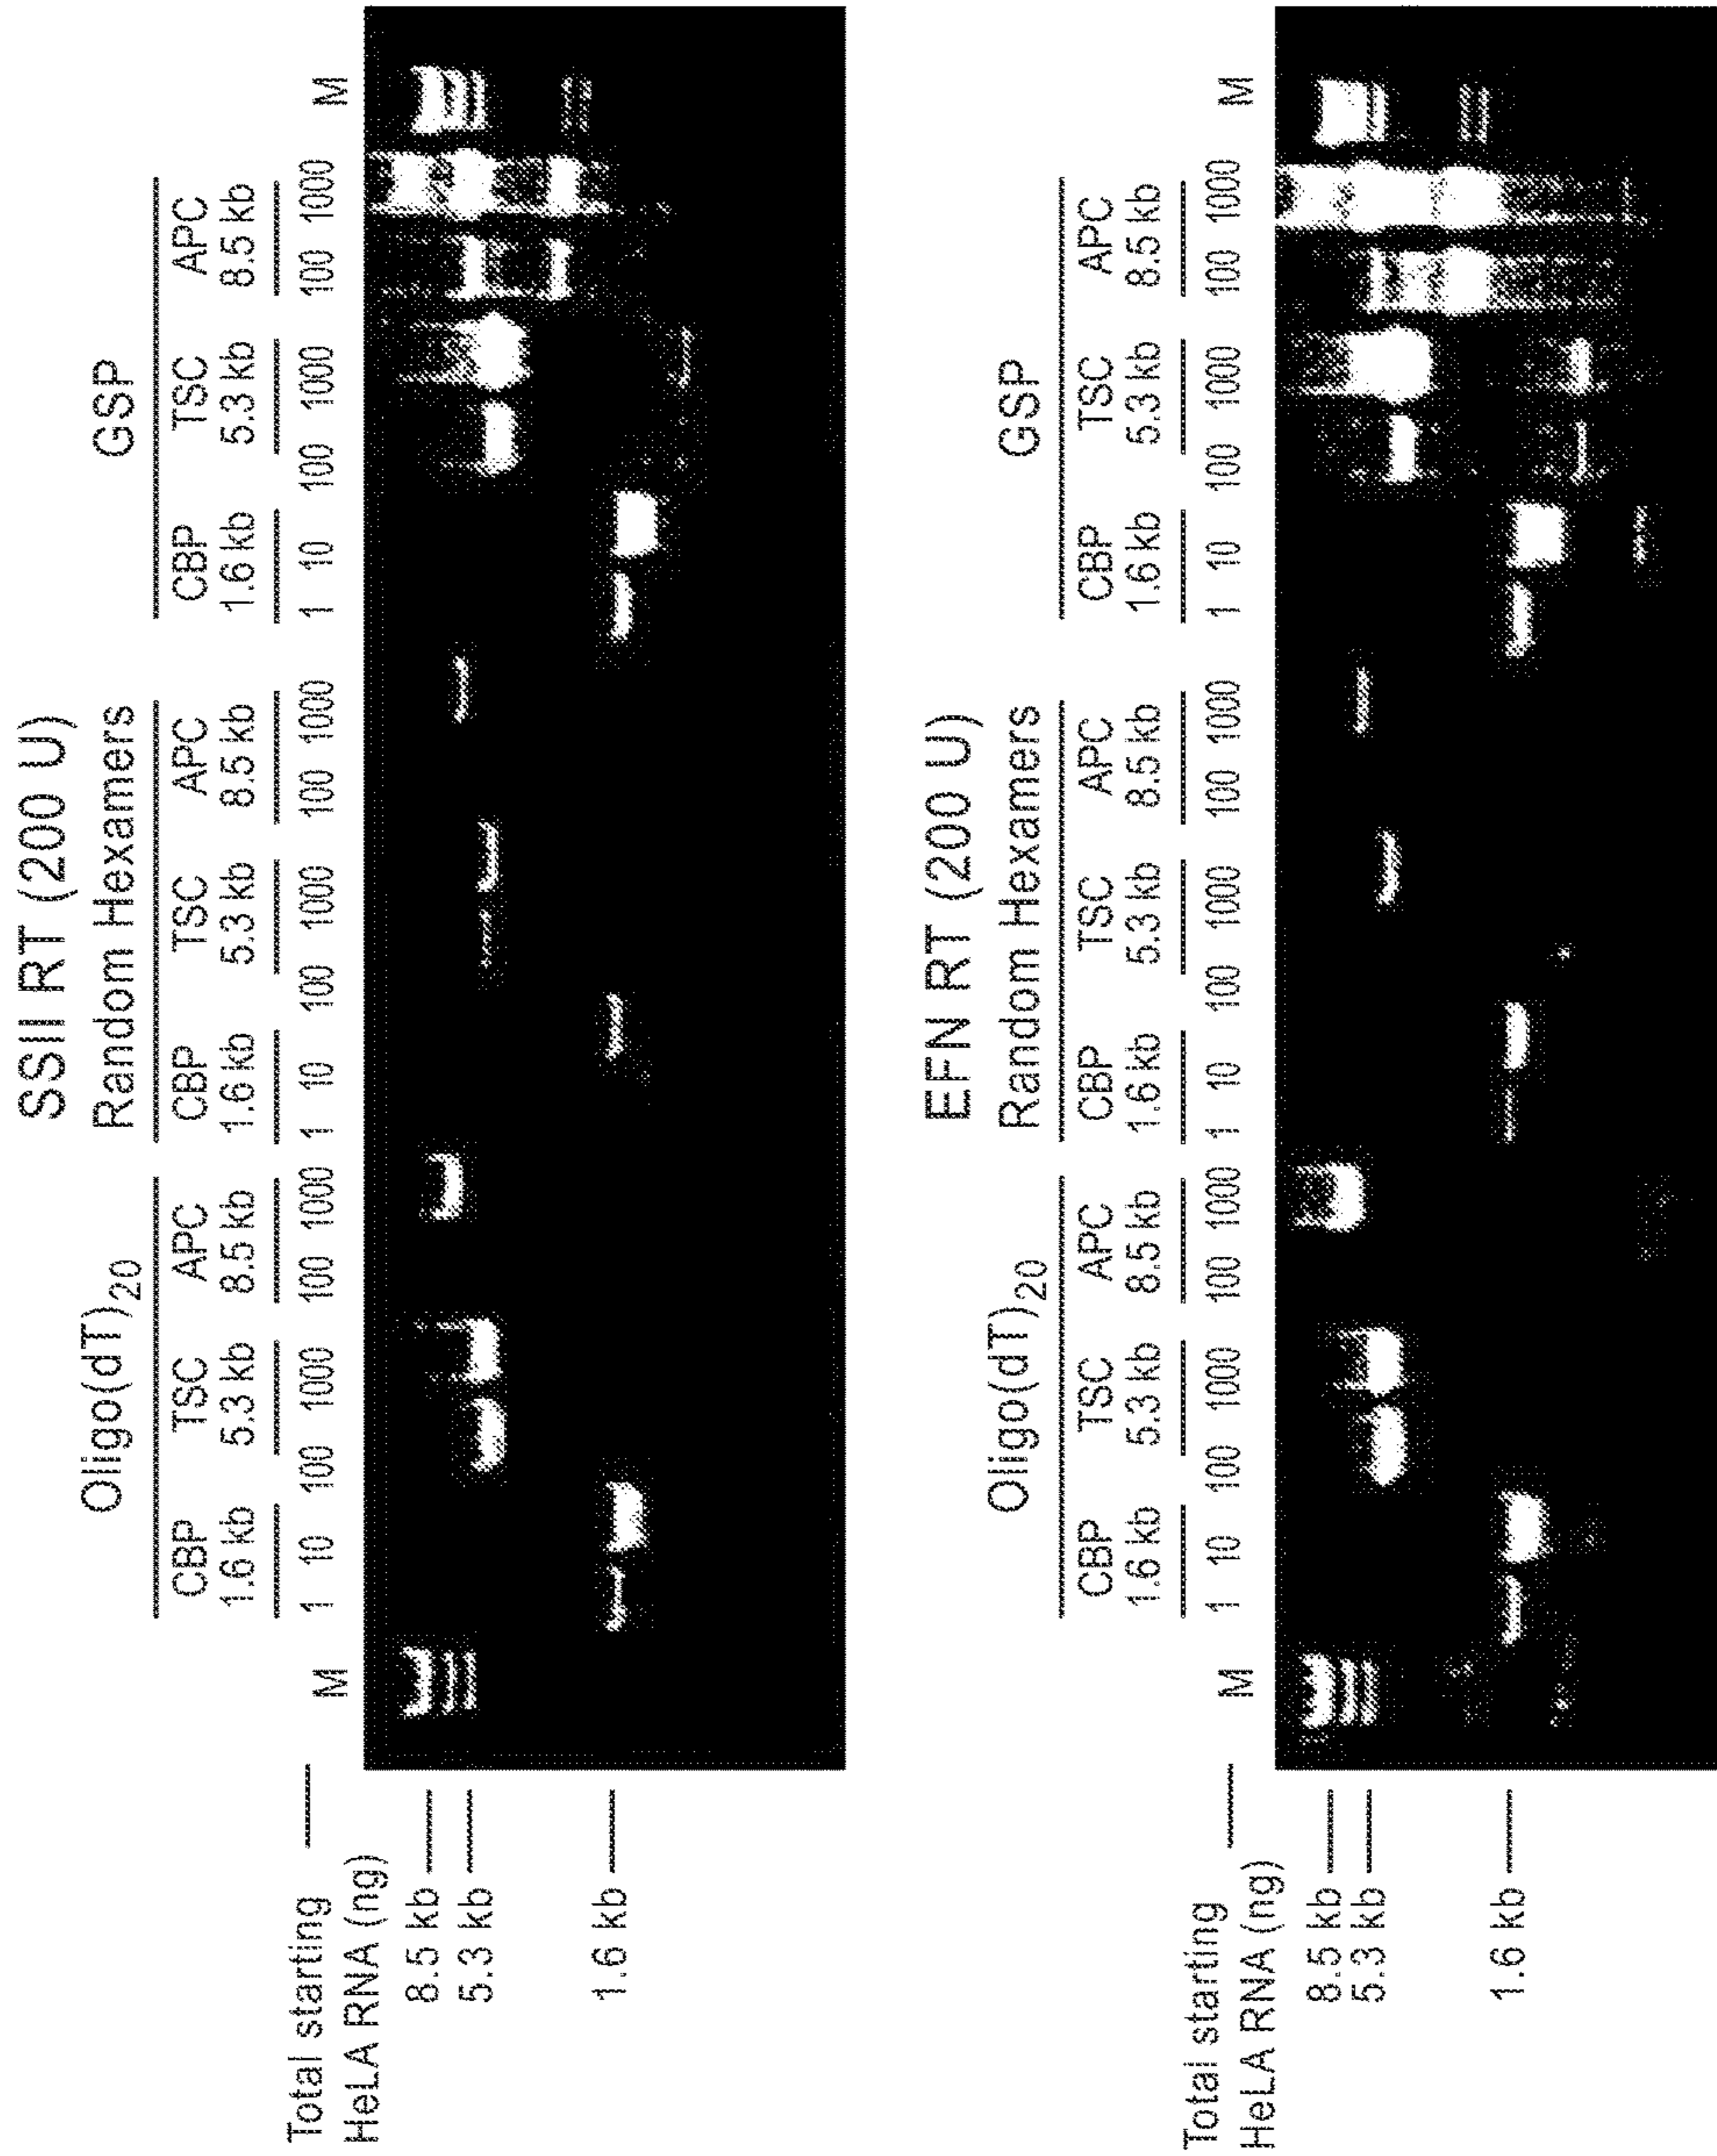 SSII RT (200 U)
Oligo(dT)20 Random Hexamers GSP
CBP TSC APC CBP TSC APC CBP TSC APC
1.6 kb 5.3 kb 8.5 kb 1.6 kb 5.3 kb 8.5 kb 1.6 kb 5.3 kb 8.5 kb
Total starting
HeLA RNA (ng)
M 1 10 100 1000 100 1000 1 10 100 1000 100 1000 1 10 100 1000 100 1000 M
8.5 kb
5.3 kb
1.6 kb
EFN RT (200 U)
Oligo(dT)20 Random Hexamers GSP
CBP TSC APC CBP TSC APC CBP TSC APC
1.6 kb 5.3 kb 8.5 kb 1.6 kb 5.3 kb 8.5 kb 1.6 kb 5.3 kb 8.5 kb
Total starting
HeLA RNA (ng)
M 1 10 100 1000 100 1000 1 10 100 1000 100 1000 1 10 100 1000 100 1000 M
8.5 kb
5.3 kb
1.6 kb